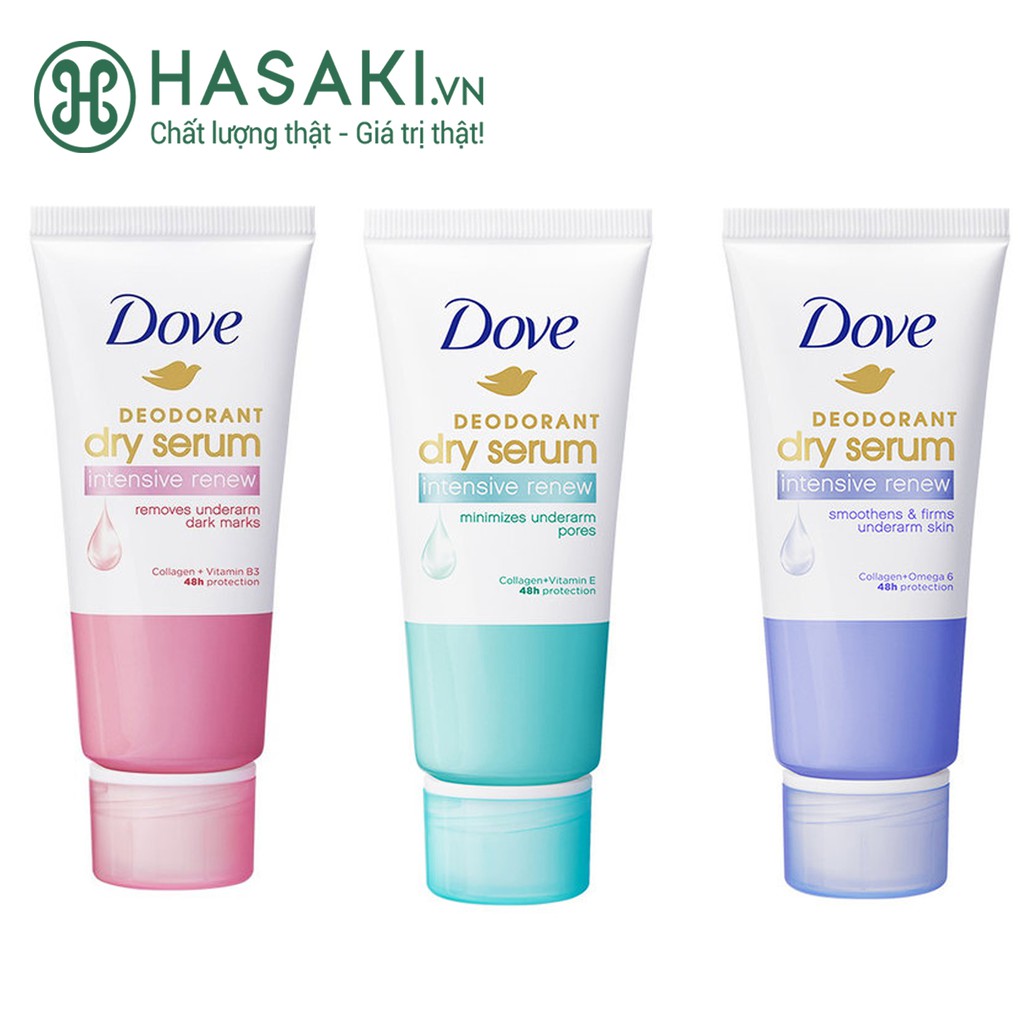 HASAKI.VN
Chất lượng thật - Giá trị thật!
Dove
DEODORANT
dry serum
intensive renew
removes underarm
dark marks
Collagen + Vitamin B3
48h protection
Dove
DEODORANT
dry serum
intensive renew
minimizes underarm
pores
Collagen+Vitamin E
48h protection
Dove
DEODORANT
dry serum
intensive renew
smoothens & firms
underarm skin
Collagen+Omega 6
48h protection